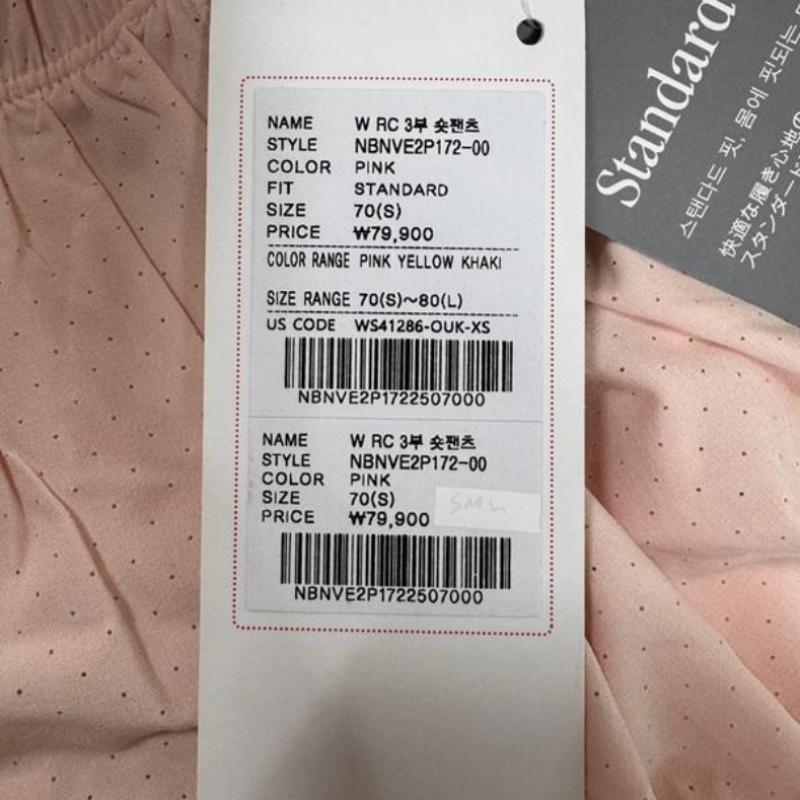 NAME W RC 3부 숏팬츠
STYLE NBNVE2P172-00
COLOR PINK
FIT STANDARD
SIZE 70(S)
PRICE ₩79,900
COLOR RANGE PINK YELLOW KHAKI
SIZE RANGE 70(S)~80(L)
US CODE WS41286-OUK-XS
NBNVE2P1722507000
NAME W RC 3부 숏팬츠
STYLE NBNVE2P172-00
COLOR PINK
SIZE 70(S)
PRICE ₩79,900
NBNVE2P1722507000
Standard
스탠다드 핏, 몸에 핏되는
快適な履き心地の
スタンダード